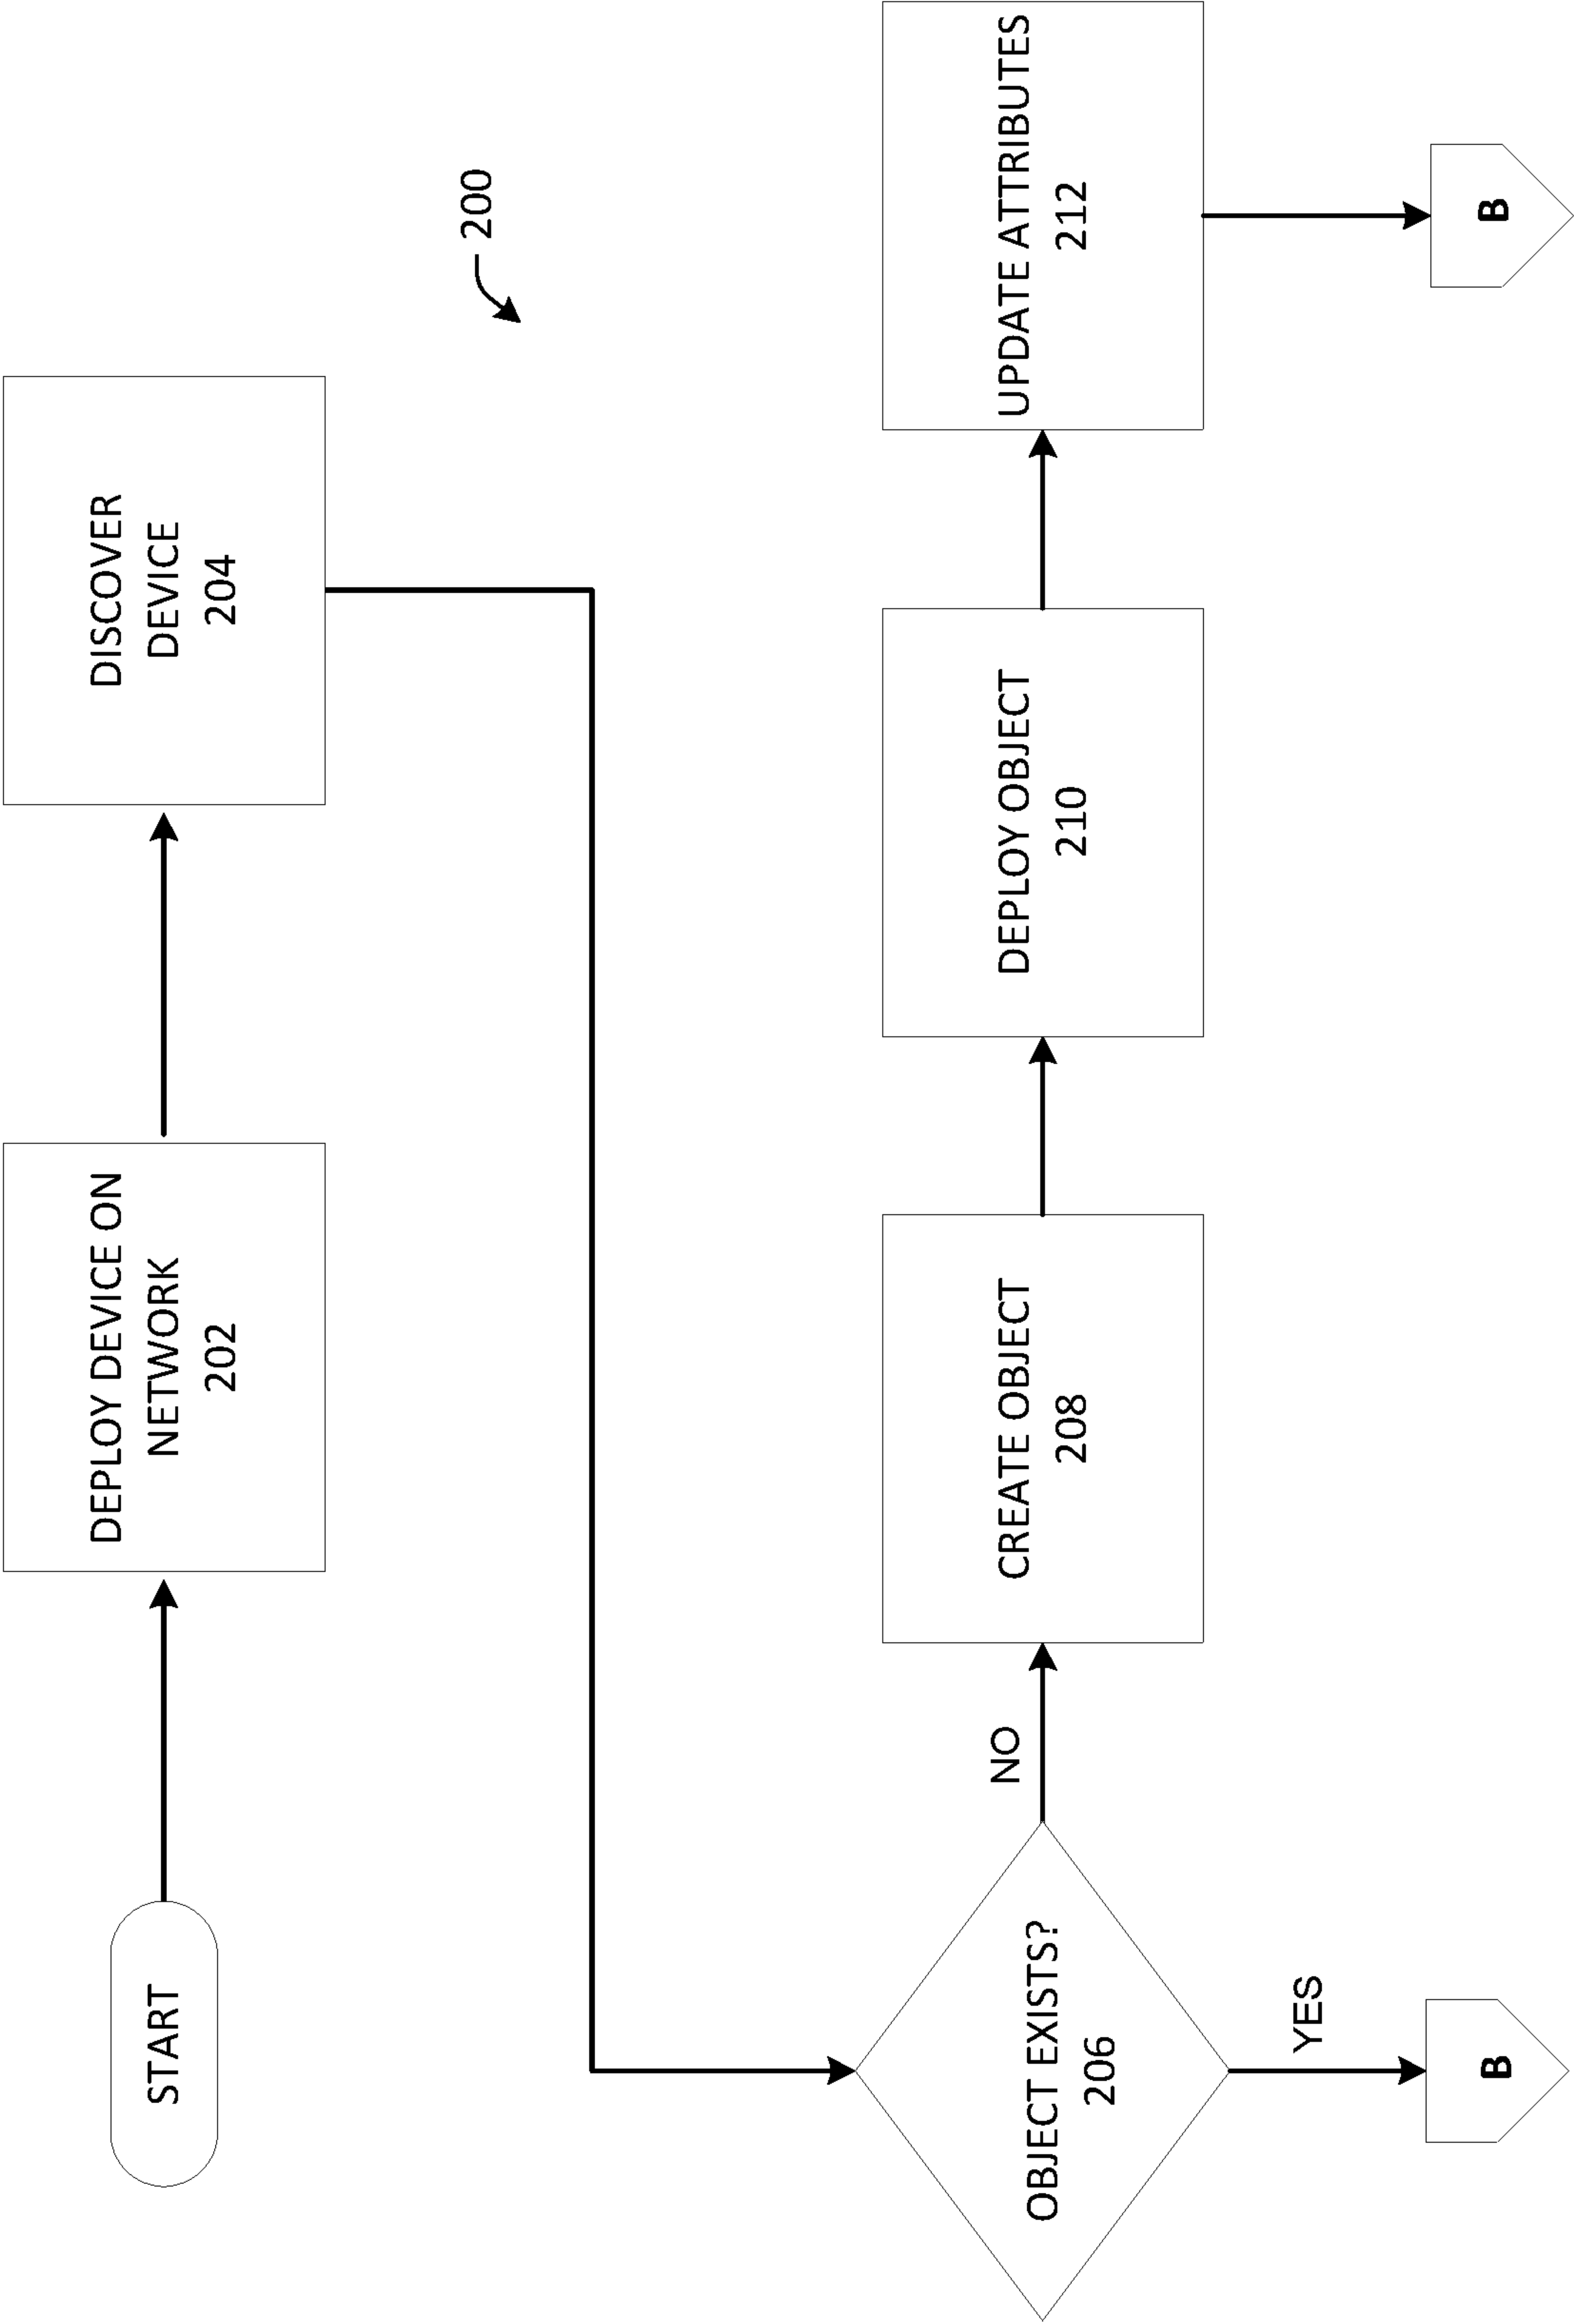 START
DEPLOY DEVICE ON
NETWORK
202
DISCOVER
DEVICE
204
200
OBJECT EXISTS?
206
NO
YES
B
CREATE OBJECT
208
DEPLOY OBJECT
210
UPDATE ATTRIBUTES
212
B